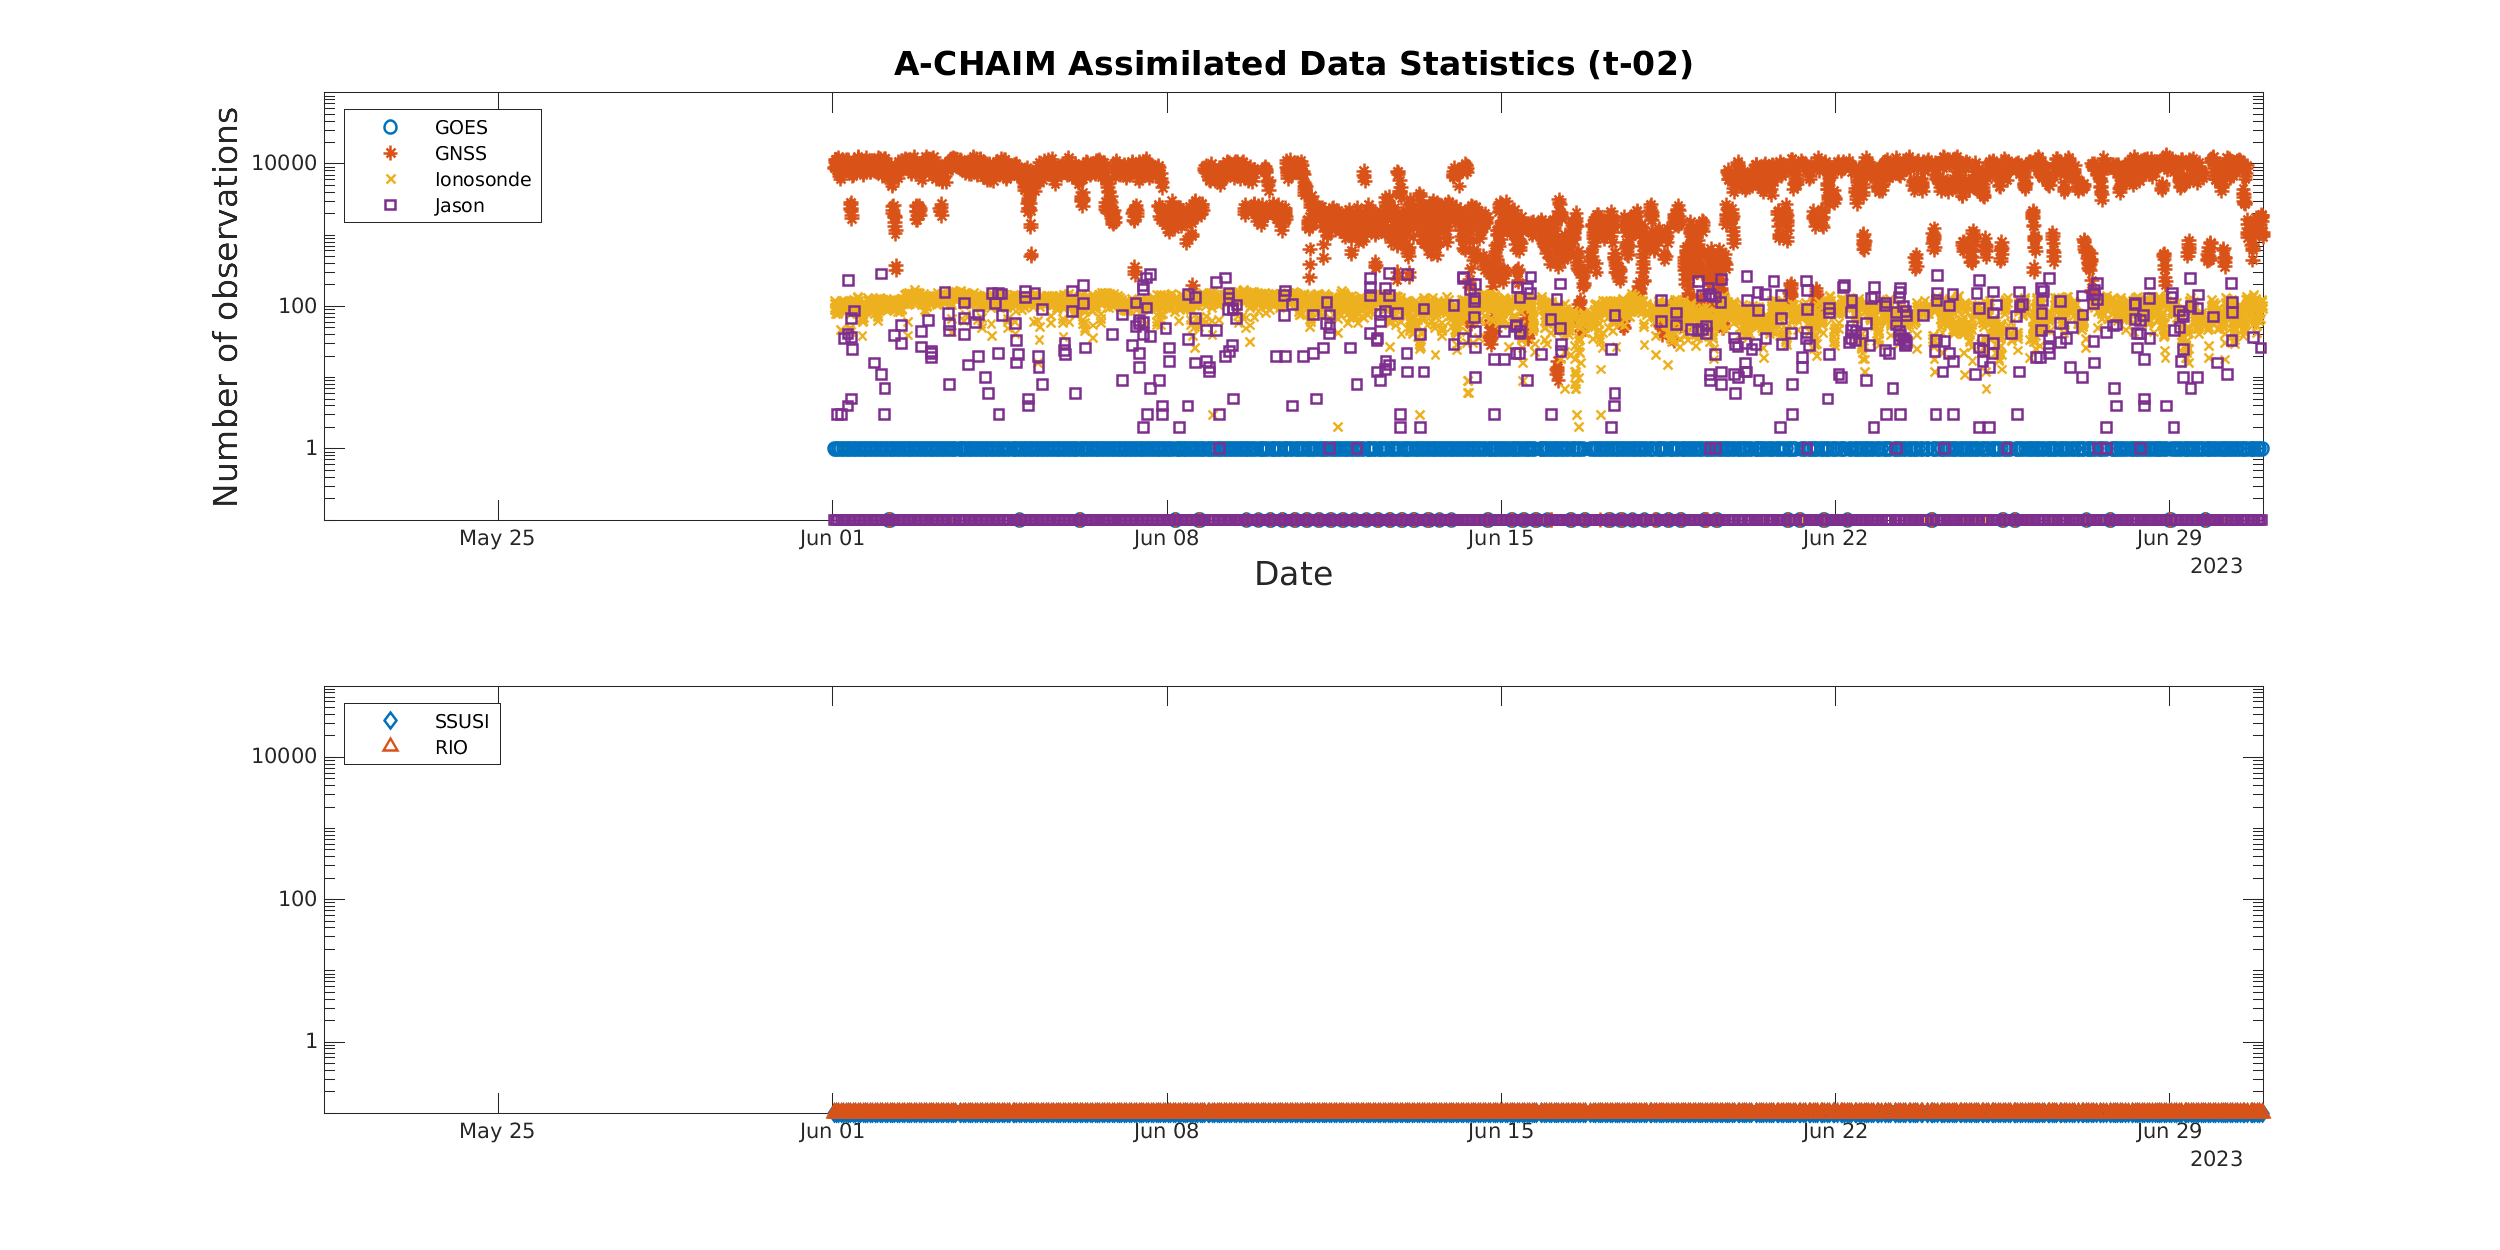 A-CHAIM Assimilated Data Statistics (t-02)
Number of observations
10000
100
1
GOES
GNSS
Ionosonde
Jason
May 25
Jun 01
Jun 08
Jun 15
Jun 22
Jun 29
2023
Date
10000
100
1
SSUSI
RIO
May 25
Jun 01
Jun 08
Jun 15
Jun 22
Jun 29
2023